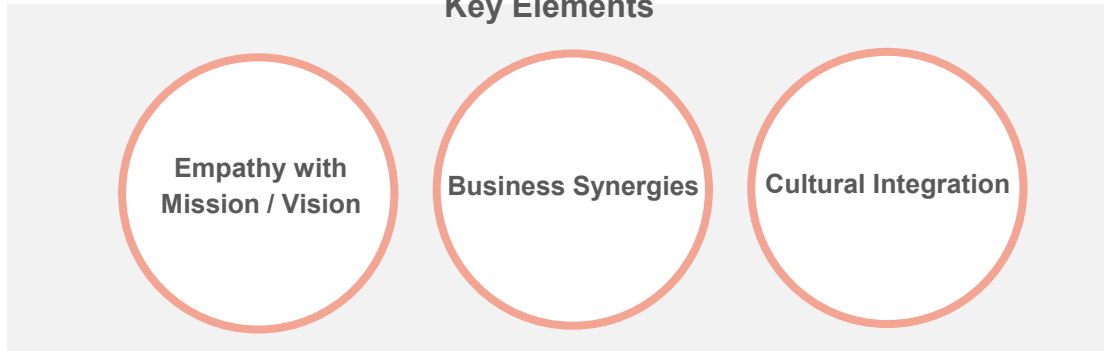 Key Elements
Empathy with
Mission / Vision
Business Synergies
Cultural Integration